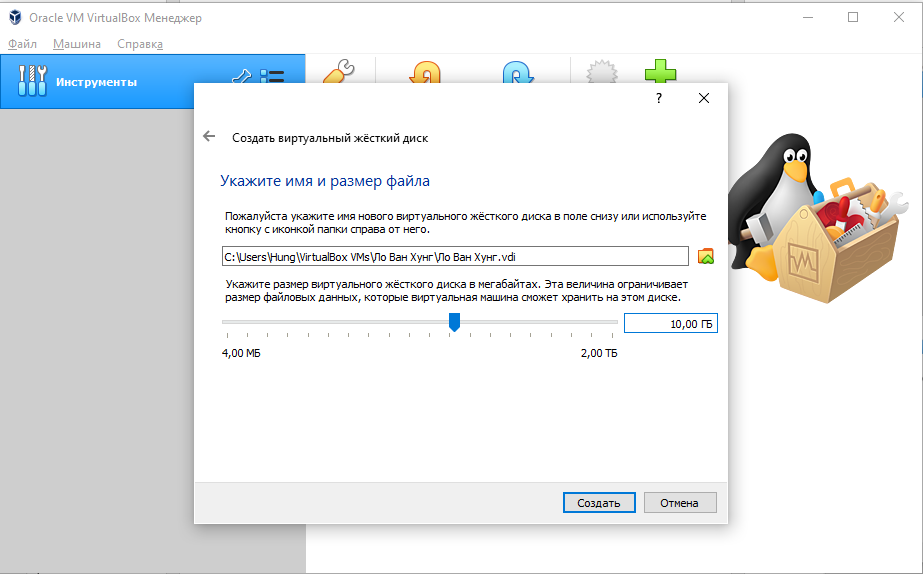 Oracle VM VirtualBox Менеджер
Файл Машина Справка
Инструменты
?
Создать виртуальный жёсткий диск
Укажите имя и размер файла
Пожалуйста укажите имя нового виртуального жёсткого диска в поле снизу или используйте
кнопку с иконкой папки справа от него.
C:\Users\Hung\VirtualBox VMs\Ло Ван Хунг\Ло Ван Хунг.vdi
Укажите размер виртуального жёсткого диска в мегабайтах. Эта величина ограничивает
размер файловых данных, которые виртуальная машина сможет хранить на этом диске.
10,00 ГБ
4,00 МБ 2,00 ТБ
Создать Отмена